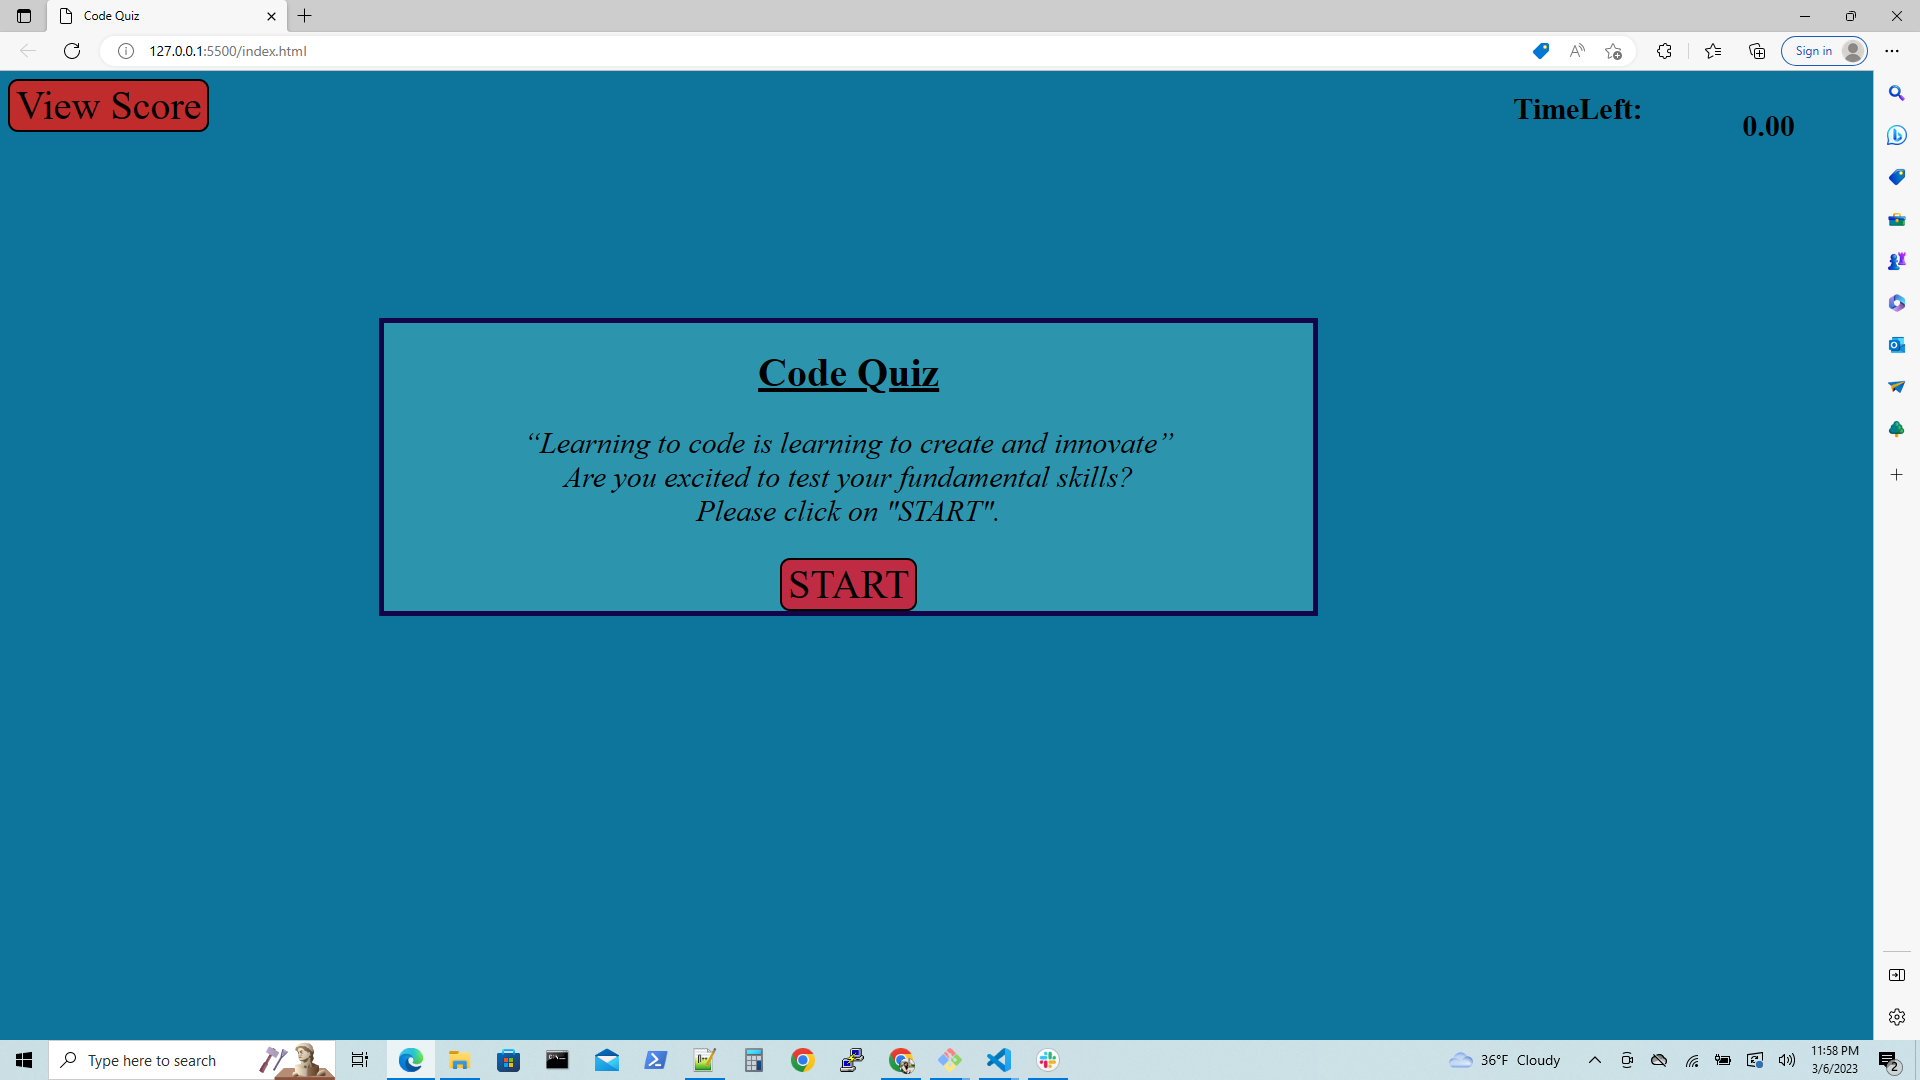 Code Quiz
127.0.0.1:5500/index.html
Sign in
View Score
TimeLeft:
0.00
Code Quiz
“Learning to code is learning to create and innovate”
Are you excited to test your fundamental skills?
Please click on "START".
START
Type here to search
36°F Cloudy
11:58 PM
3/6/2023
2